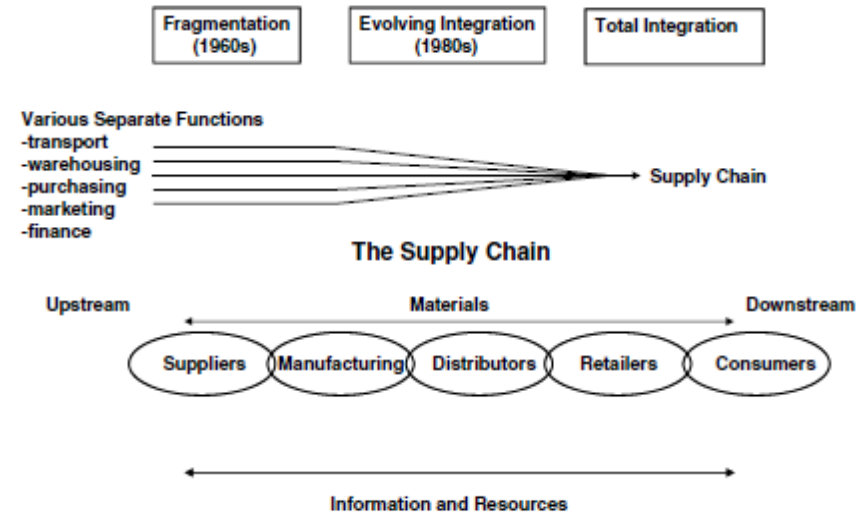 Fragmentation
(1960s)
Evolving Integration
(1980s)
Total Integration
Various Separate Functions
-transport
-warehousing
-purchasing
-marketing
-finance
Supply Chain
The Supply Chain
Upstream
Materials
Downstream
Suppliers
Manufacturing
Distributors
Retailers
Consumers
Information and Resources